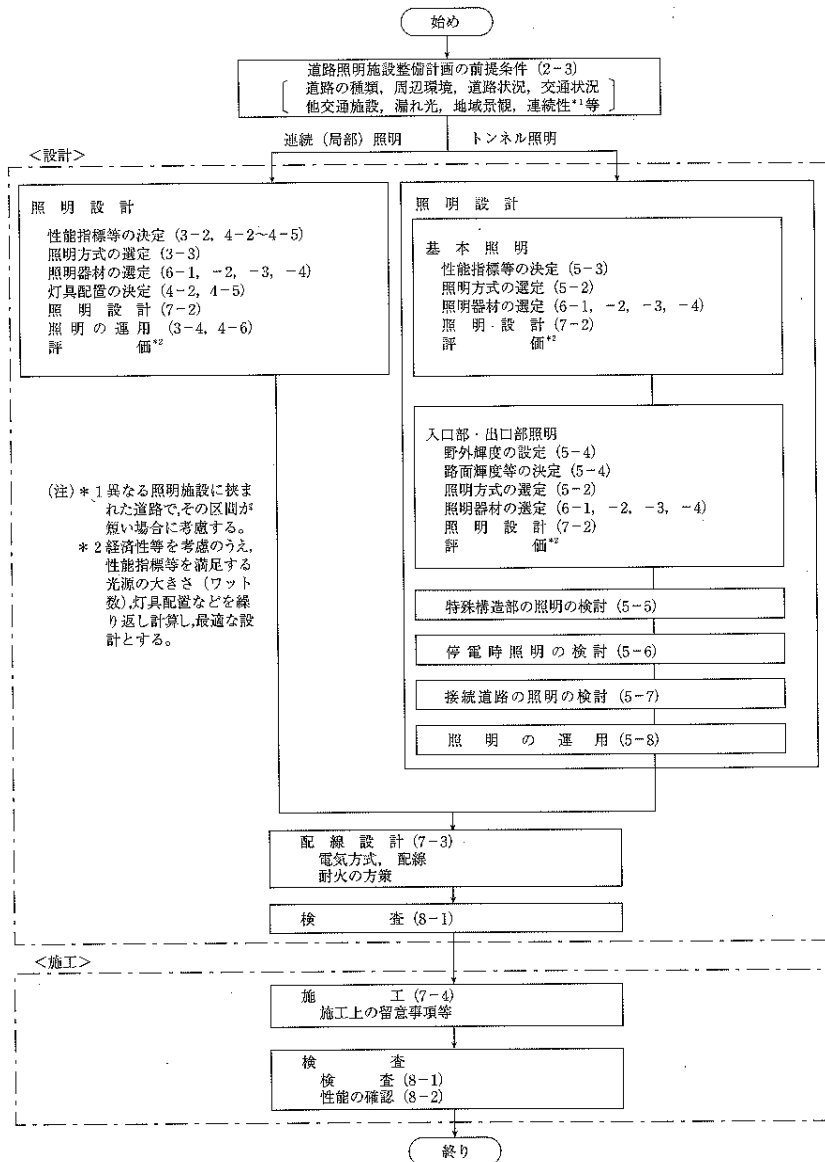 始め
道路照明施設整備計画の前提条件 (2-3)
道路の種類, 周辺環境, 道路状況, 交通状況
他交通施設, 漏れ光, 地域景観, 連続性*1等
連続 (局部) 照明
トンネル照明
<設計>
照 明 設 計
性能指標等の決定 (3-2, 4-2~4-5)
照明方式の選定 (3-3)
照明器材の選定 (6-1, -2, -3, -4)
灯具配置の決定 (4-2, 4-5)
照 明 設 計 (7-2)
照 明 の 運 用 (3-4, 4-6)
評 価*2
照 明 設 計
基 本 照 明
性能指標等の決定 (5-3)
照明方式の選定 (5-2)
照明器材の選定 (6-1, -2, -3, -4)
照 明 設 計 (7-2)
評 価*2
入口部・出口部照明
野外輝度の設定 (5-4)
路面輝度等の決定 (5-4)
照明方式の選定 (5-2)
照明器材の選定 (6-1, -2, -3, -4)
照 明 設 計 (7-2)
評 価*2
特殊構造部の照明の検討 (5-5)
停電時照明の検討 (5-6)
接続道路の照明の検討 (5-7)
照 明 の 運 用 (5-8)
(注) *1 異なる照明施設に挟ま
れた道路で,その区間が
短い場合に考慮する。
*2 経済性等を考慮のうえ,
性能指標等を満足する
光源の大きさ (ワット
数),灯具配置などを繰
り返し計算し,最適な設
計とする。
配 線 設 計 (7-3)
電気方式, 配線
耐火の方策
検 査 (8-1)
<施工>
施 工 (7-4)
施工上の留意事項等
検 査
検 査 (8-1)
性能の確認 (8-2)
終り